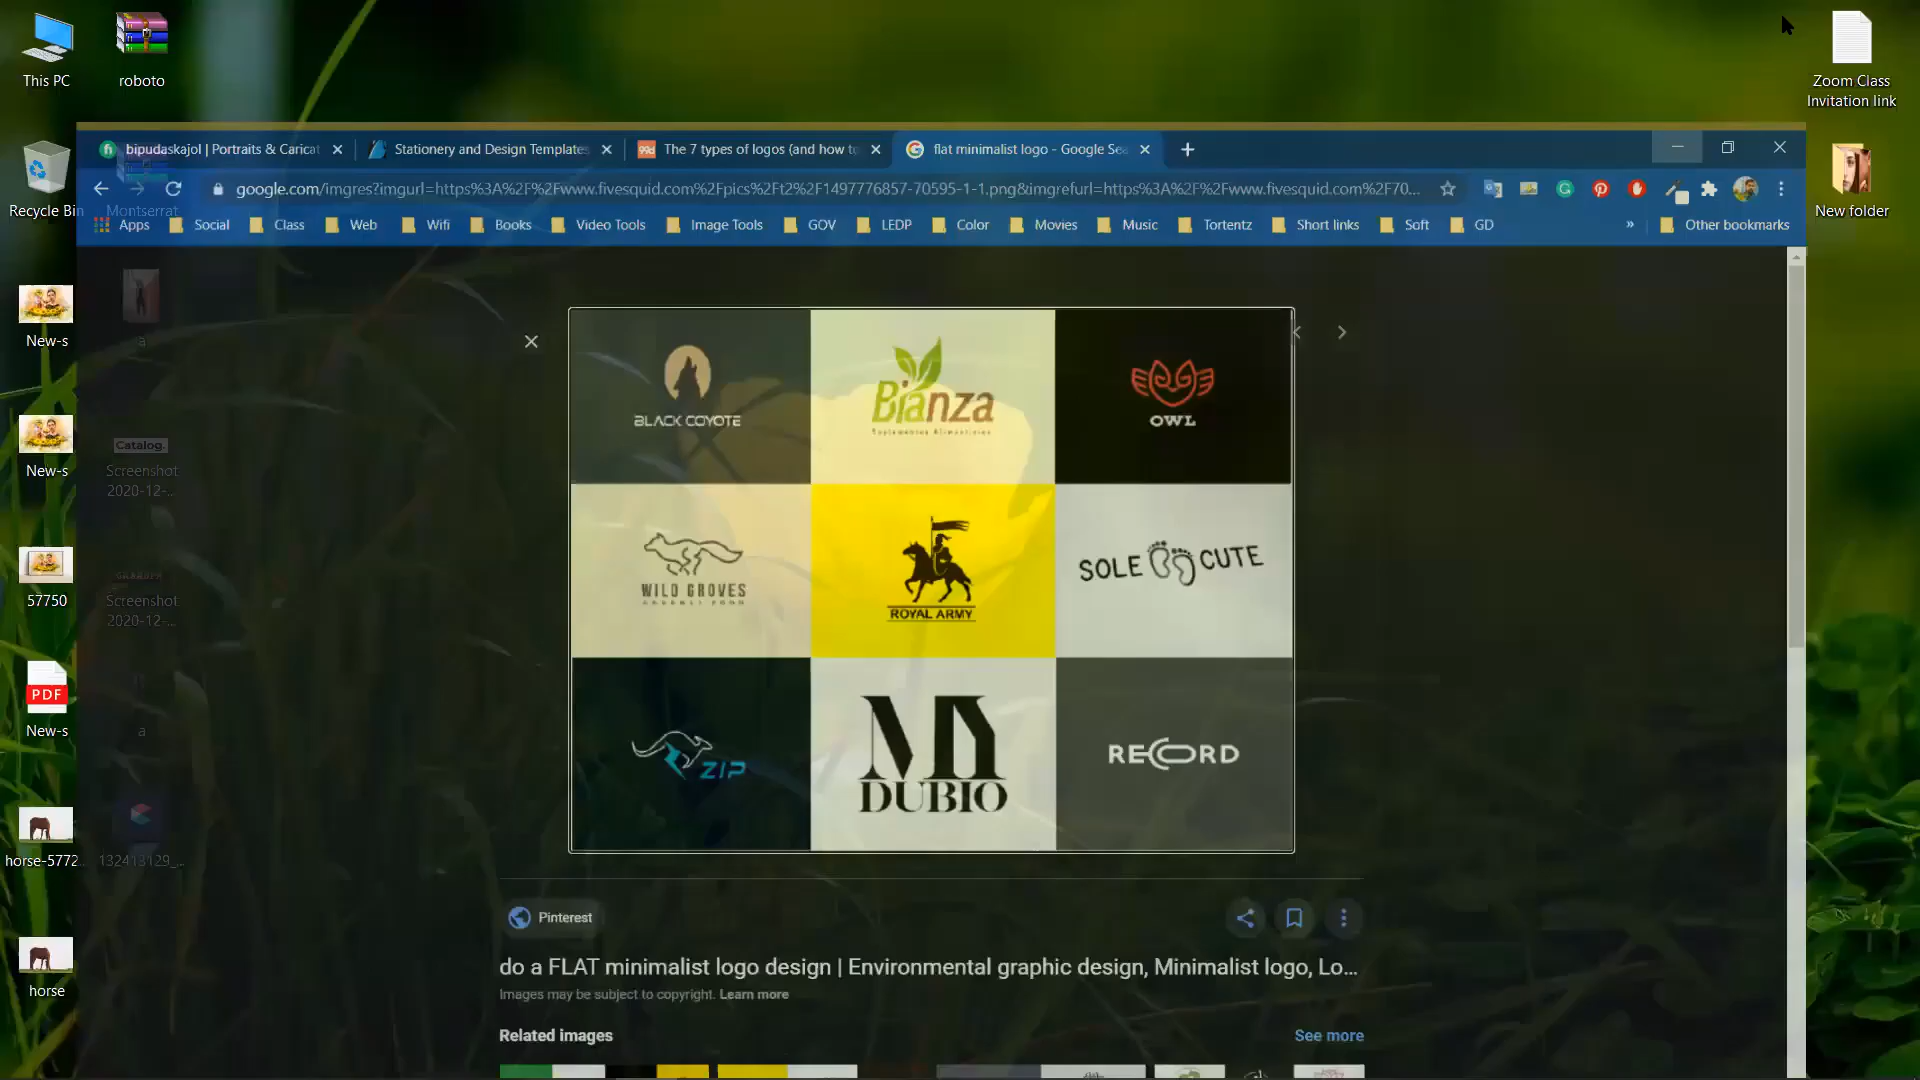 This PC
roboto
Zoom Class
Invitation link
bipudaskajol | Portraits & Caricat
Stationery and Design Templates
99d
The 7 types of logos (and how to
flat minimalist logo - Google Sea
google.com/imgres?imgurl=https%3A%2F%2Fwww.fivesquid.com%2Fpics%2Ft2%2F1497776857-70595-1-1.png&imgrefurl=https%3A%2F%2Fwww.fivesquid.com%2F70...
Recycle Bin
Montserrat
New folder
Apps
Social
Class
Web
Wifi
Books
Video Tools
Image Tools
GOV
LEDP
Color
Movies
Music
Tortentz
Short links
Soft
GD
»
Other bookmarks
New-s
a
BLACK COYOTE
Bianza
Suplementos Alimenticios
OWL
New-s
Catalog.
Screenshot
2020-12-...
WILD GROVES
ROYAL ARMY
SOLE CUTE
57750
Screenshot
2020-12-...
PDF
New-s
a
ZIP
MY
DUBIO
RECORD
horse-5772...
132413129_...
horse
Pinterest
do a FLAT minimalist logo design | Environmental graphic design, Minimalist logo, Lo...
Images may be subject to copyright. Learn more
Related images
See more